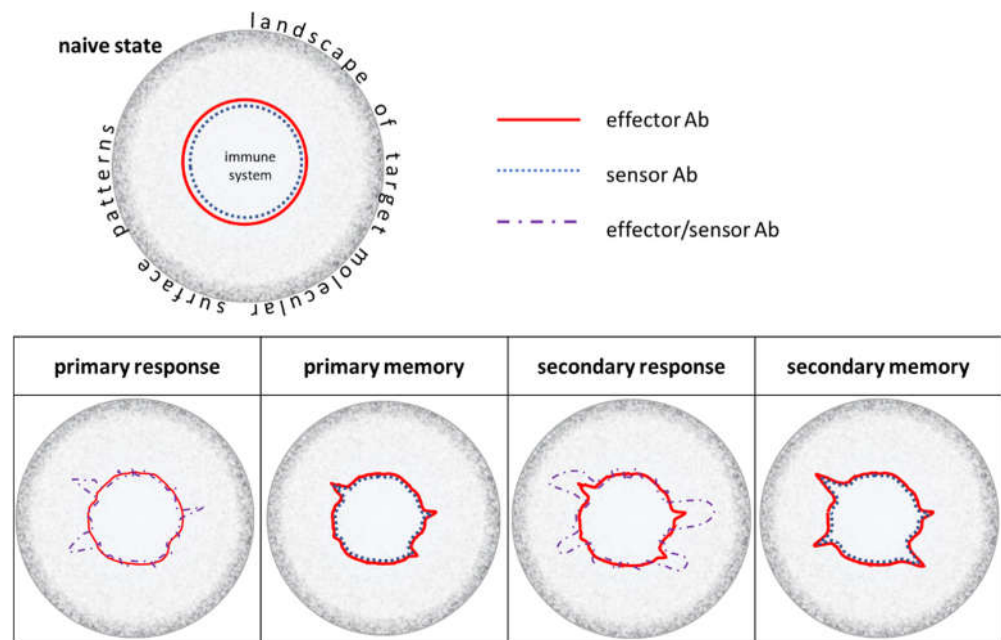 naive state
landscape of target molecular surface patterns
immune
system
effector Ab
sensor Ab
effector/sensor Ab
primary response
primary memory
secondary response
secondary memory